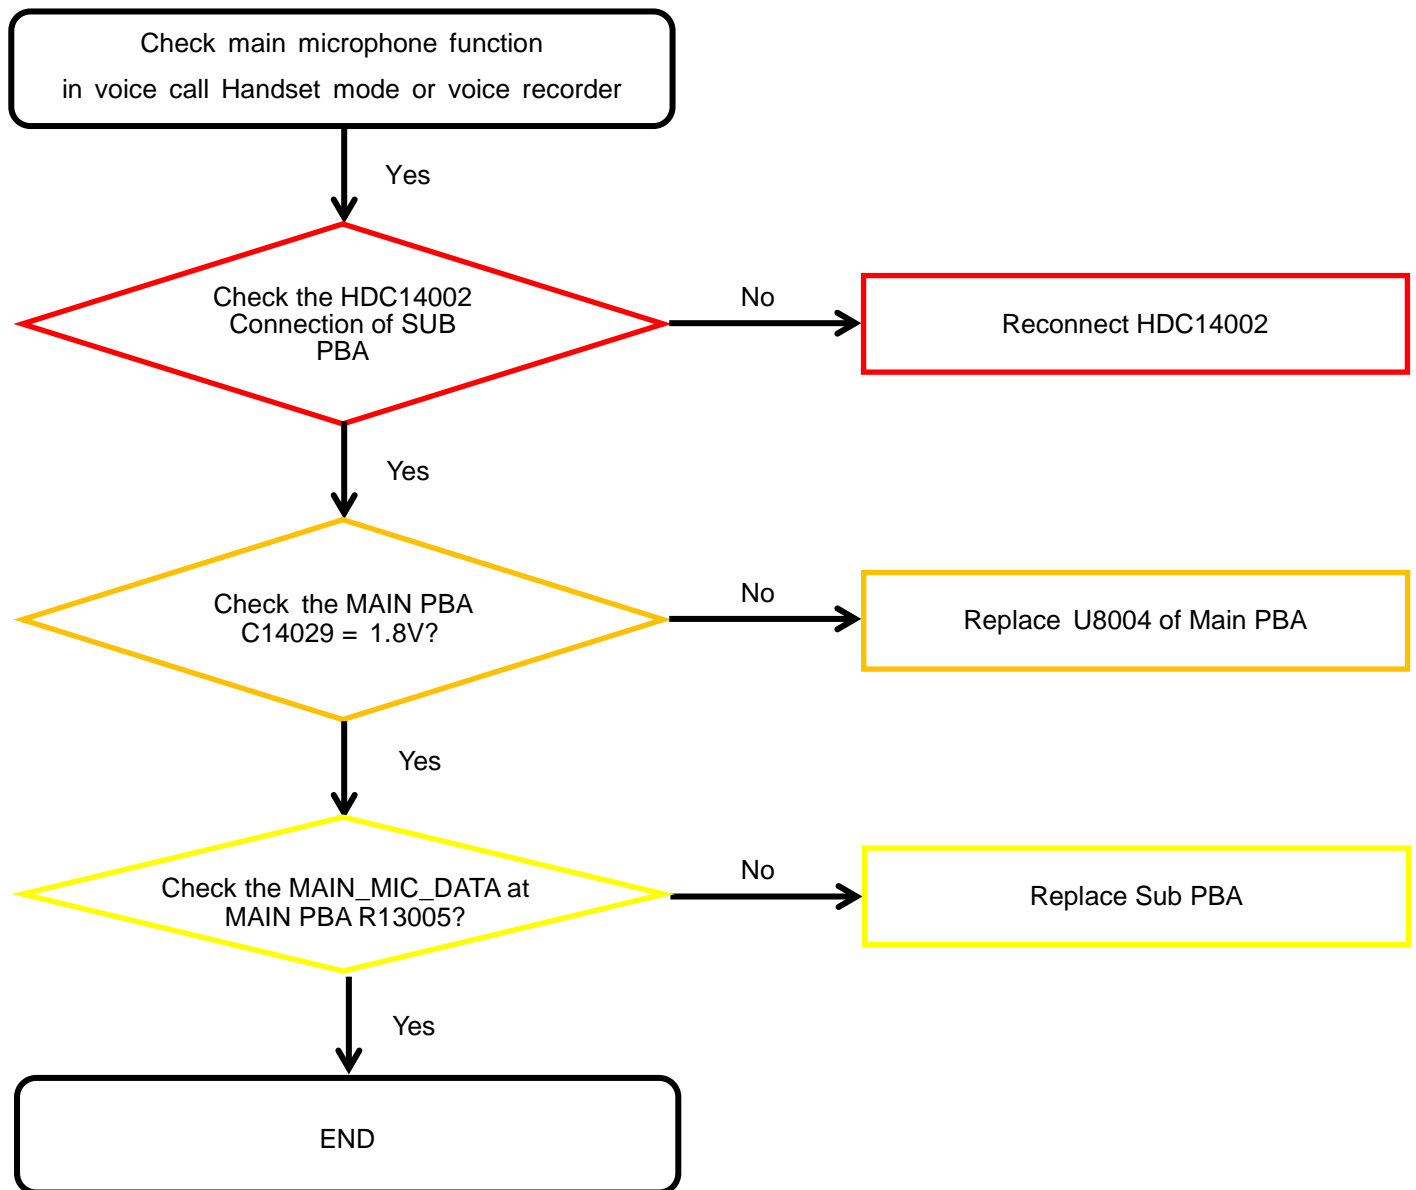 Check main microphone function
in voice call Handset mode or voice recorder
Yes
Check the HDC14002
Connection of SUB
PBA
No
Reconnect HDC14002
Yes
Check the MAIN PBA
C14029 = 1.8V?
No
Replace U8004 of Main PBA
Yes
Check the MAIN_MIC_DATA at
MAIN PBA R13005?
No
Replace Sub PBA
Yes
END